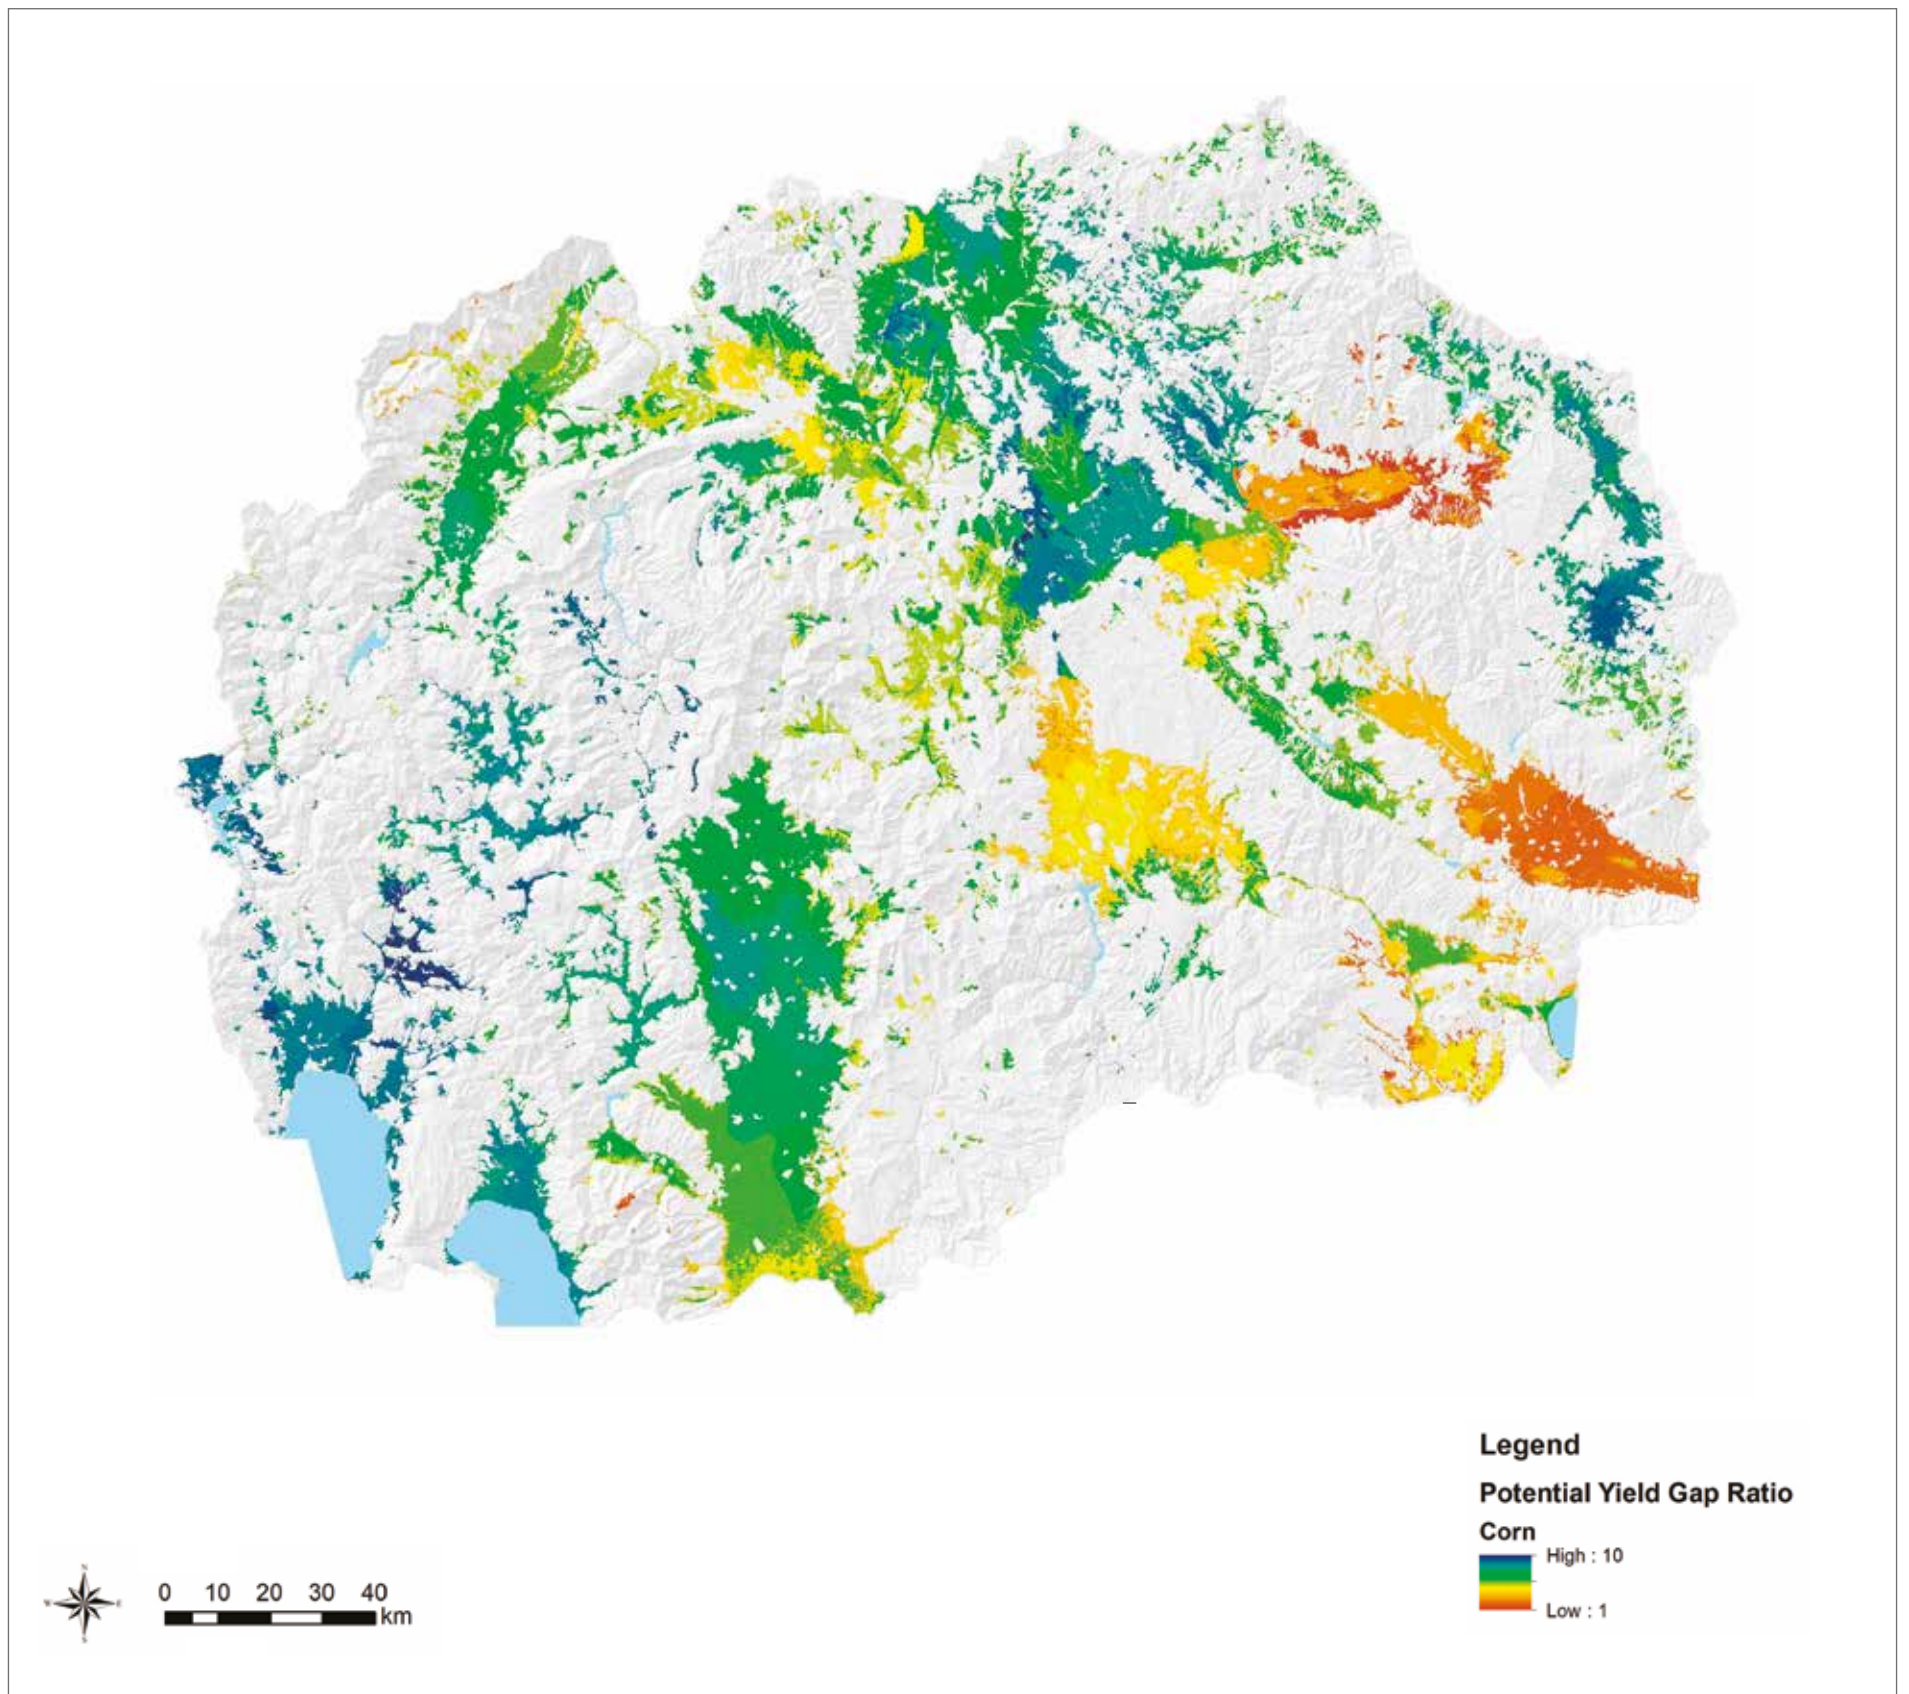 Legend
Potential Yield Gap Ratio
Corn
High : 10
Low : 1
N
W
E
S
0 10 20 30 40
km